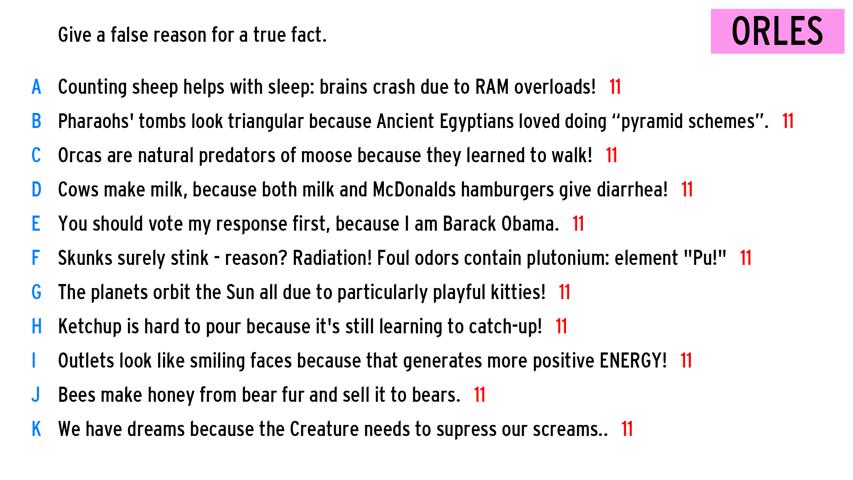 Give a false reason for a true fact.
ORLES
A Counting sheep helps with sleep: brains crash due to RAM overloads! 11
B Pharaohs' tombs look triangular because Ancient Egyptians loved doing “pyramid schemes”. 11
C Orcas are natural predators of moose because they learned to walk! 11
D Cows make milk, because both milk and McDonalds hamburgers give diarrhea! 11
E You should vote my response first, because I am Barack Obama. 11
F Skunks surely stink - reason? Radiation! Foul odors contain plutonium: element "Pu!" 11
G The planets orbit the Sun all due to particularly playful kitties! 11
H Ketchup is hard to pour because it's still learning to catch-up! 11
I Outlets look like smiling faces because that generates more positive ENERGY! 11
J Bees make honey from bear fur and sell it to bears. 11
K We have dreams because the Creature needs to supress our screams.. 11